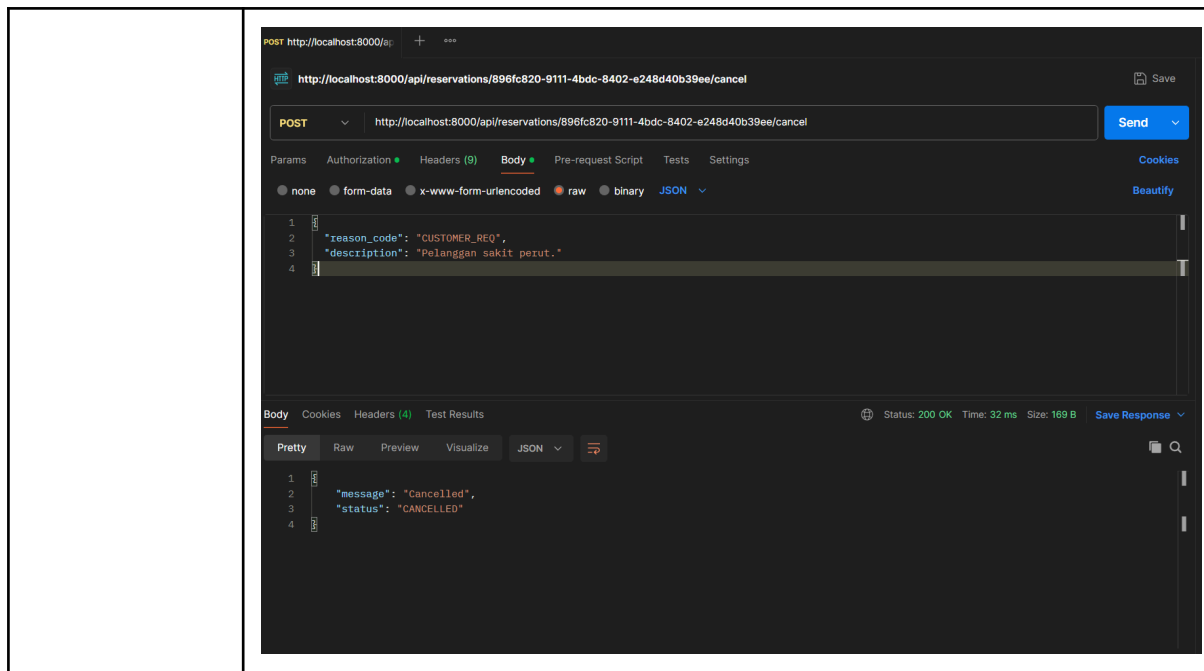 POST http://localhost:8000/ap
http://localhost:8000/api/reservations/896fc820-9111-4bdc-8402-e248d40b39ee/cancel Save
POST http://localhost:8000/api/reservations/896fc820-9111-4bdc-8402-e248d40b39ee/cancel Send
Params Authorization Headers (9) Body Pre-request Script Tests Settings Cookies
none form-data x-www-form-urlencoded raw binary JSON Beautify
1 {
2 "reason_code": "CUSTOMER_REQ",
3 "description": "Pelanggan sakit perut."
4 }
Body Cookies Headers (4) Test Results Status: 200 OK Time: 32 ms Size: 169 B Save Response
Pretty Raw Preview Visualize JSON
1 {
2 "message": "Cancelled",
3 "status": "CANCELLED"
4 }